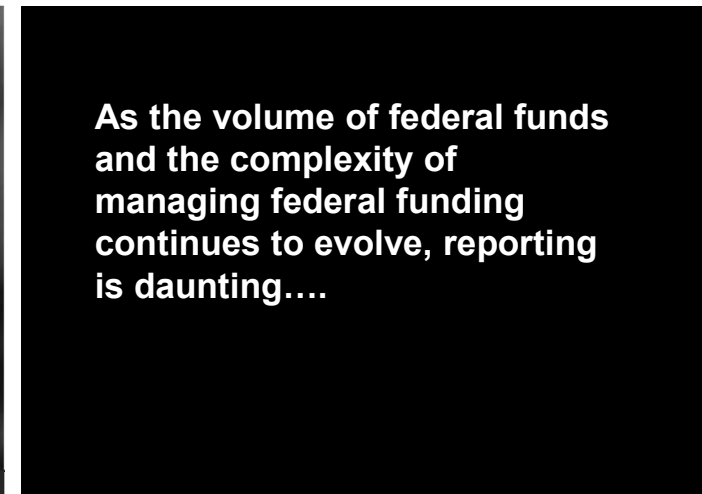 As the volume of federal funds
and the complexity of
managing federal funding
continues to evolve, reporting
is daunting….